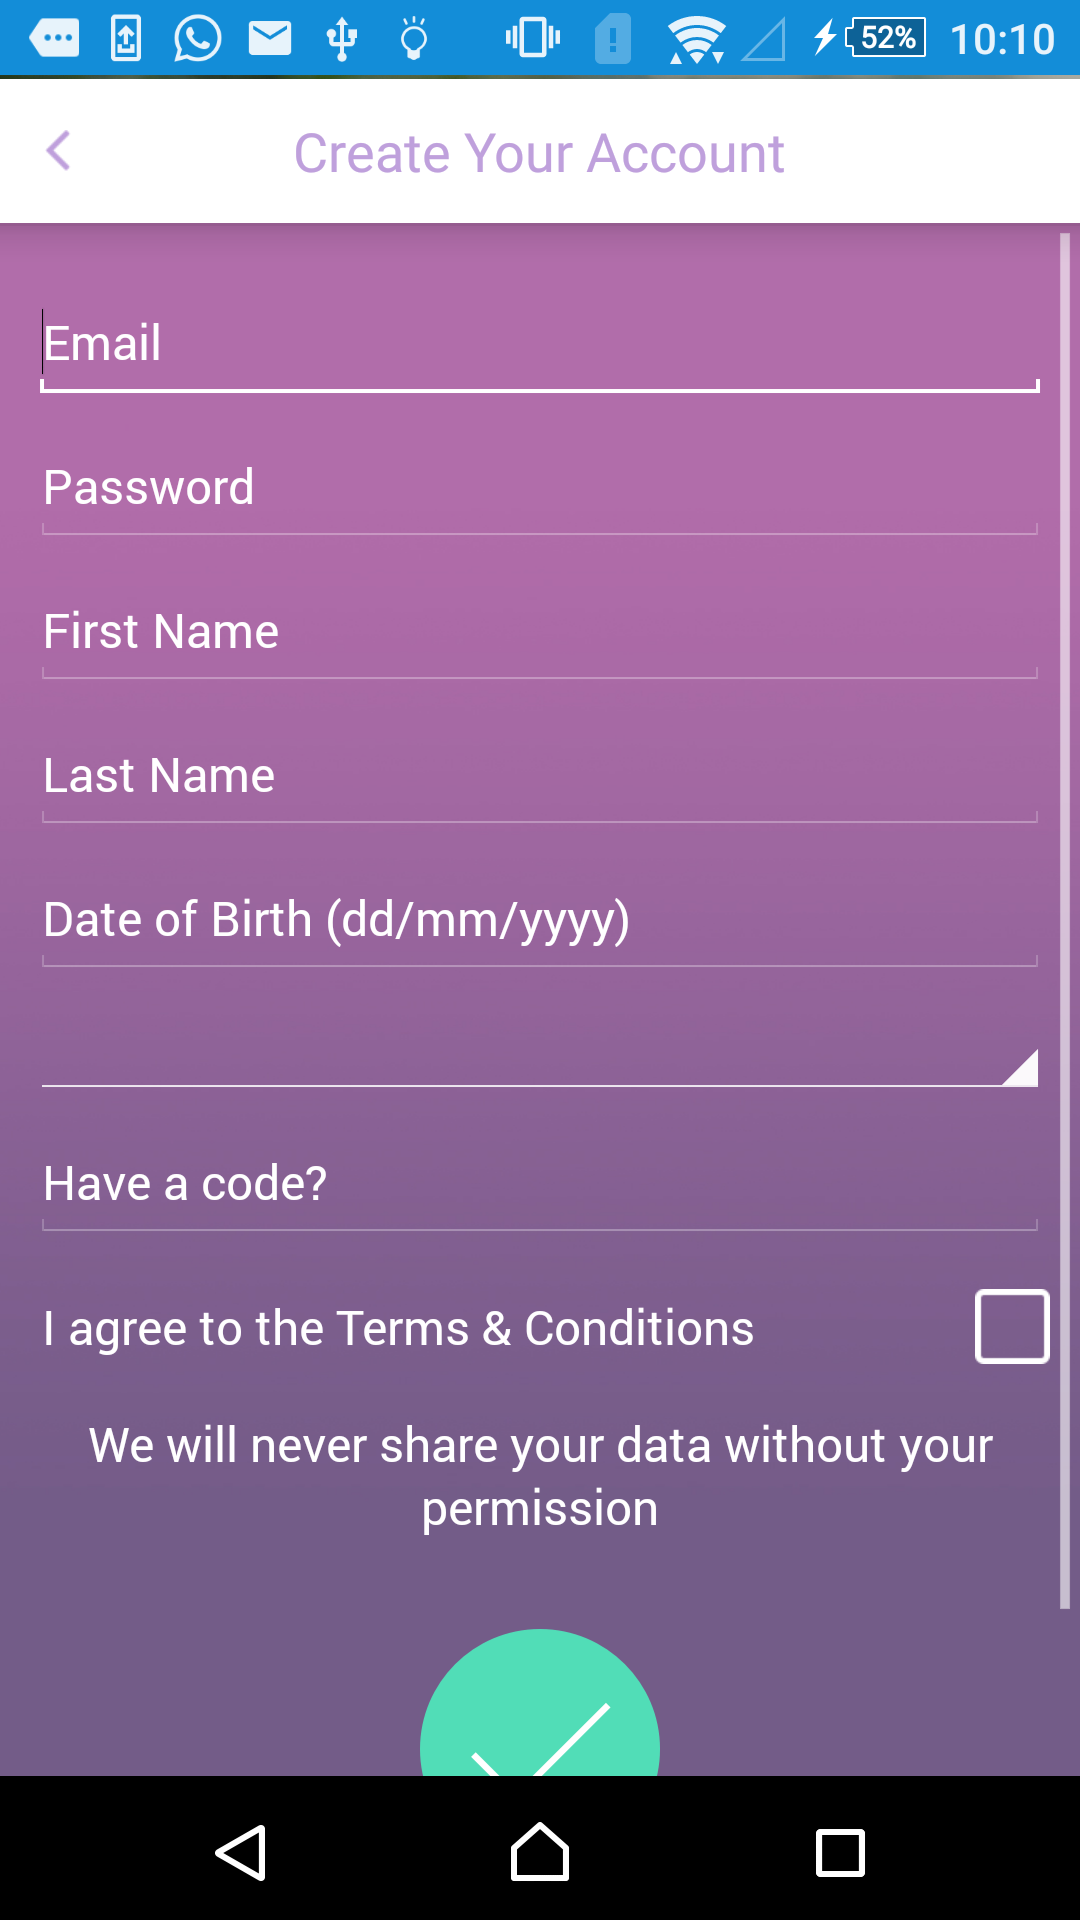 52% 10:10
Create Your Account
Email
Password
First Name
Last Name
Date of Birth (dd/mm/yyyy)
Have a code?
I agree to the Terms & Conditions
We will never share your data without your
permission